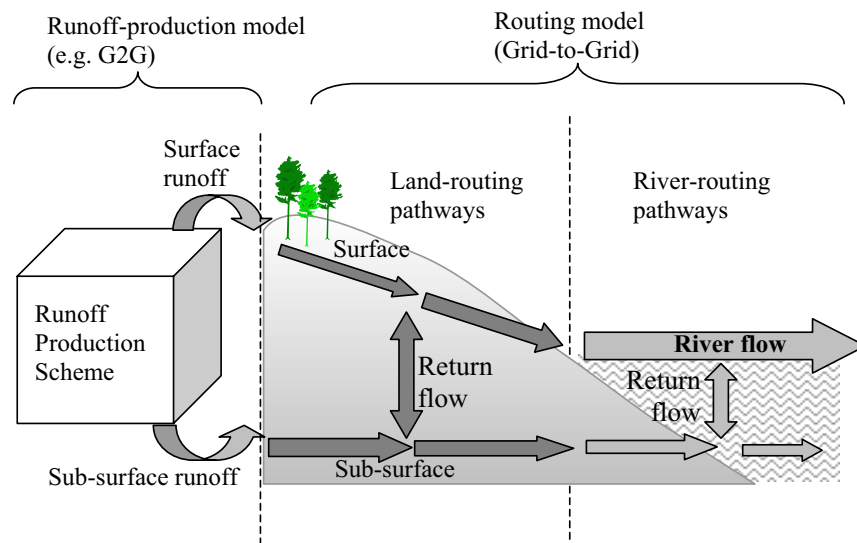 Runoff-production model
(e.g. G2G)
Routing model
(Grid-to-Grid)
Surface
runoff
Land-routing
pathways
River-routing
pathways
Surface
Runoff
Production
Scheme
River flow
Return
flow
Return
flow
Sub-surface
Sub-surface runoff